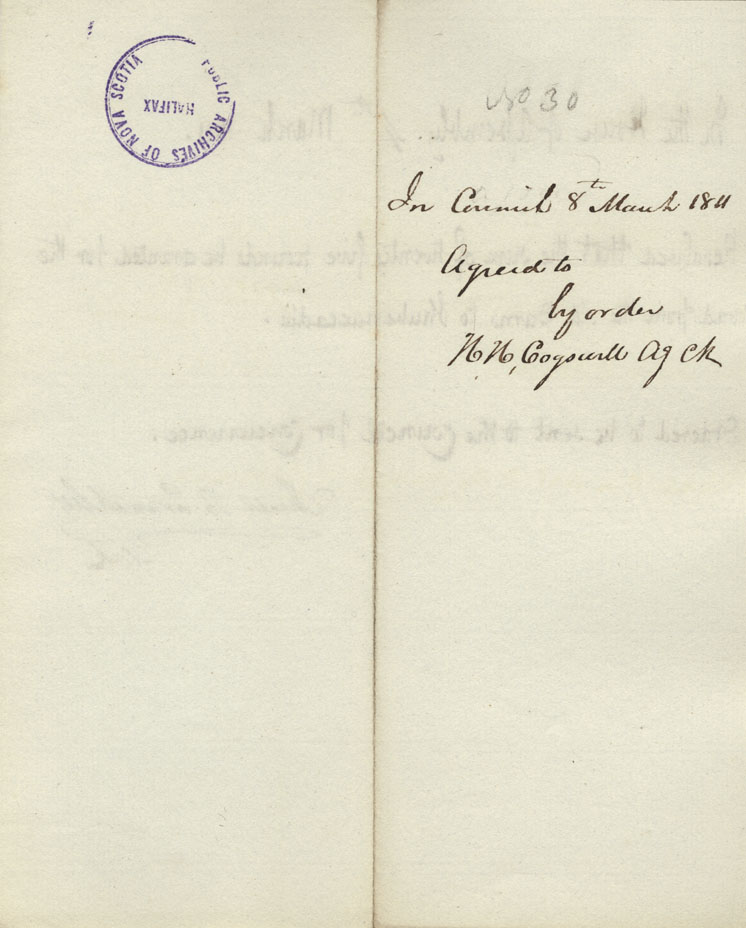 PUBLIC ARCHIVES OF NOVA SCOTIA
HALIFAX
No 30
In Council 8th March 1811
Agreed to
by order
H. H. Cogswell Ag Ck